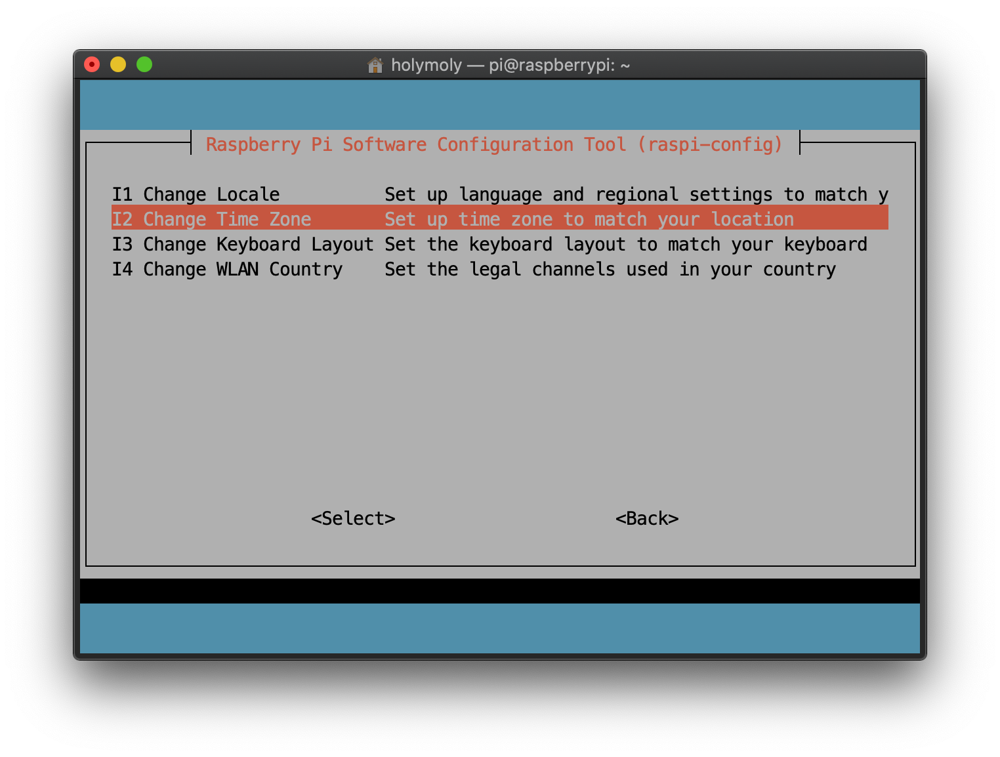 holymoly — pi@raspberrypi: ~
Raspberry Pi Software Configuration Tool (raspi-config)
I1 Change Locale Set up language and regional settings to match y
I2 Change Time Zone Set up time zone to match your location
I3 Change Keyboard Layout Set the keyboard layout to match your keyboard
I4 Change WLAN Country Set the legal channels used in your country
<Select> <Back>